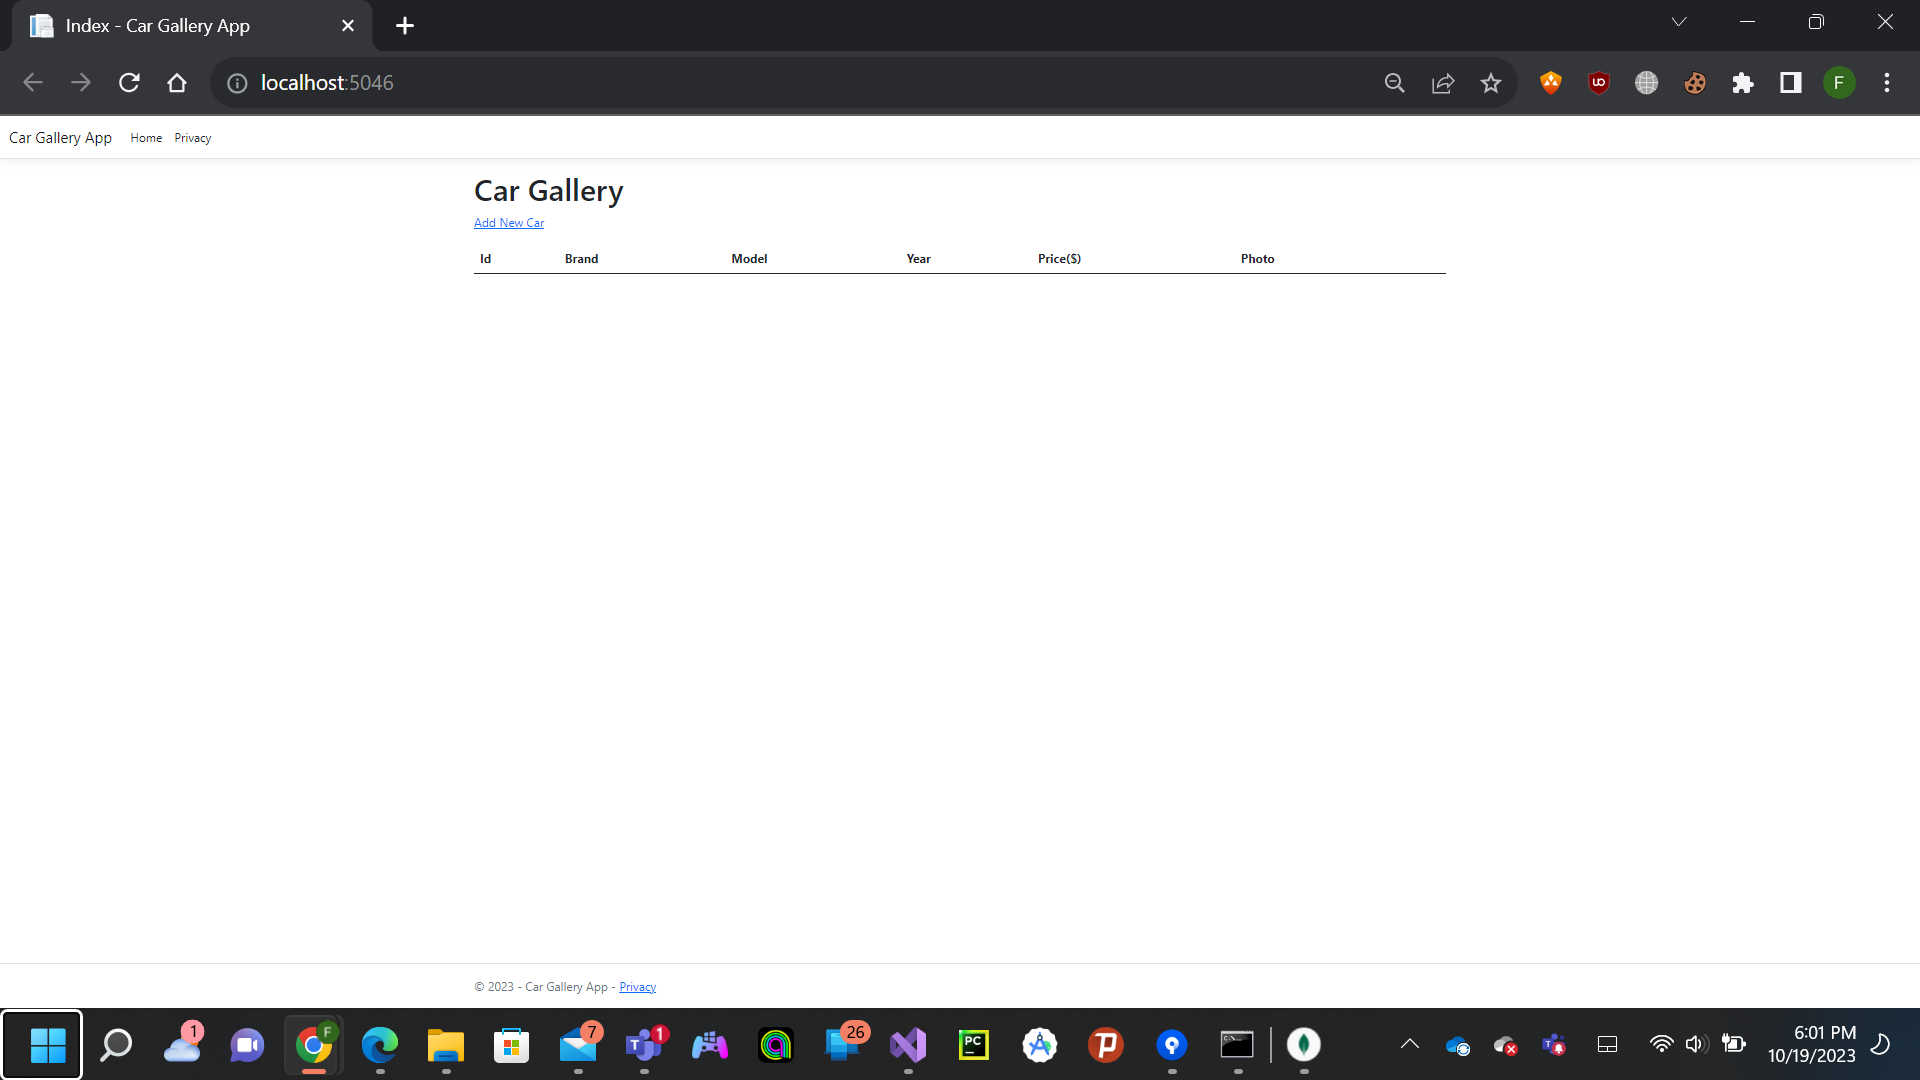 Index - Car Gallery App
localhost:5046
F
Car Gallery App Home Privacy
Car Gallery
Add New Car
Id Brand Model Year Price($) Photo
© 2023 - Car Gallery App - Privacy
1 F 7 1 26 PC
6:01 PM
10/19/2023